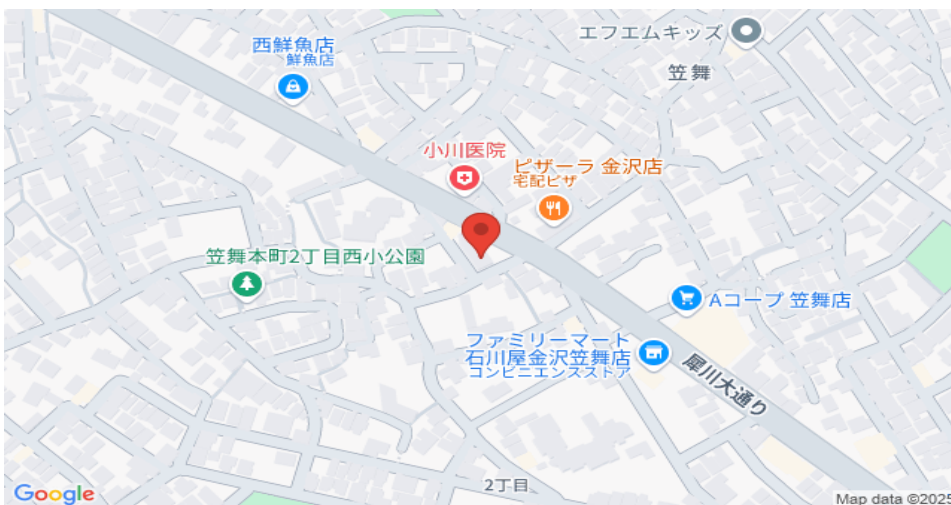 エフエムキッズ
西鮮魚店
鮮魚店
笠舞
小川医院
ピザーラ 金沢店
宅配ピザ
笠舞本町2丁目西小公園
Aコープ 笠舞店
ファミリーマート
石川屋金沢笠舞店
コンビニエンスストア
犀川大通り
2丁目
Google
Map data ©2025